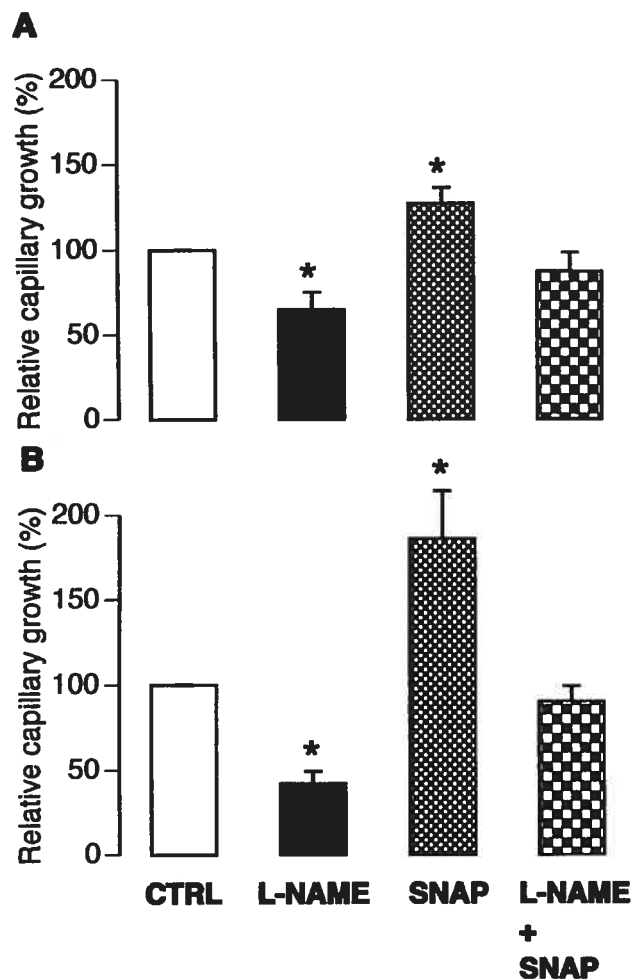 A
Relative capillary growth (%)
200
150
100
50
0
*
*
B
Relative capillary growth (%)
200
150
100
50
0
*
*
CTRL L-NAME SNAP L-NAME
+
SNAP